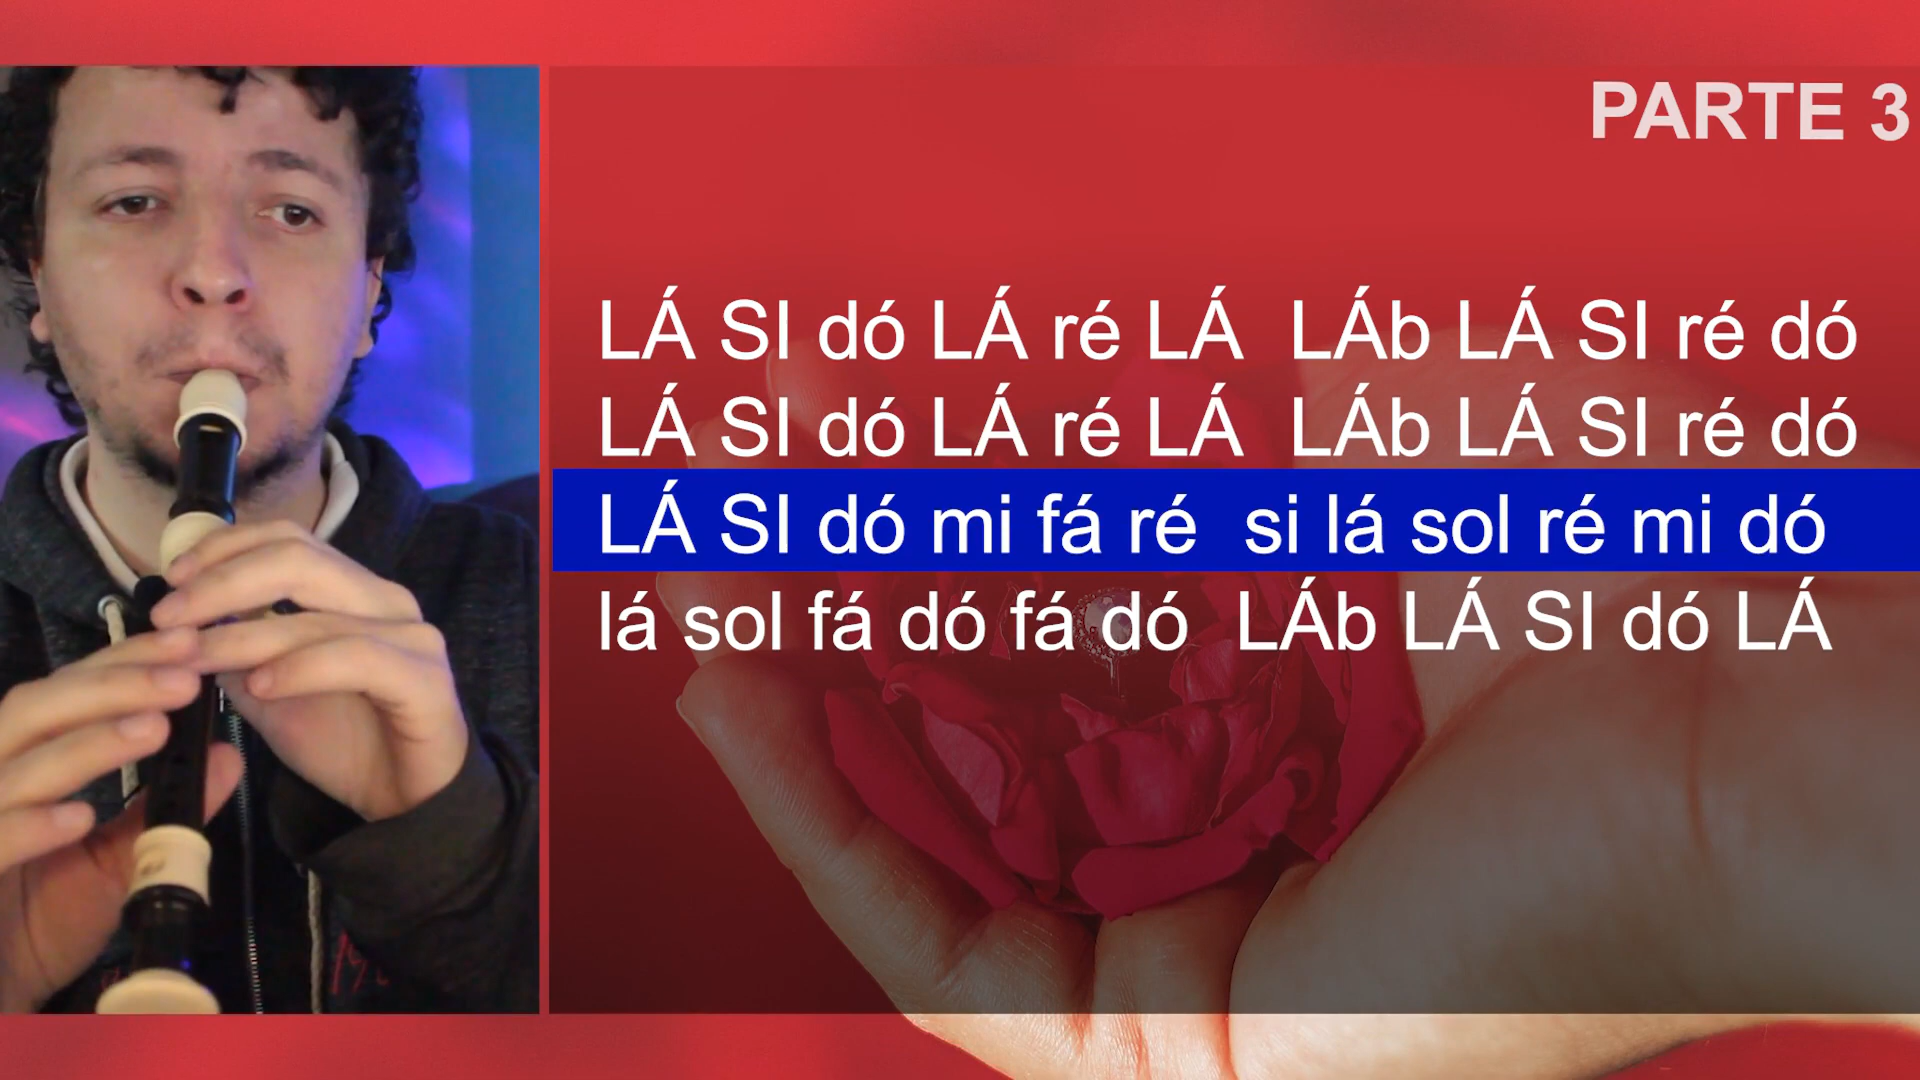 PARTE 3
LÁ SI dó LÁ ré LÁ  LÁb LÁ SI ré dó
LÁ SI dó LÁ ré LÁ  LÁb LÁ SI ré dó
LÁ SI dó mi fá ré  si lá sol ré mi dó
lá sol fá dó fá dó  LÁb LÁ SI dó LÁ